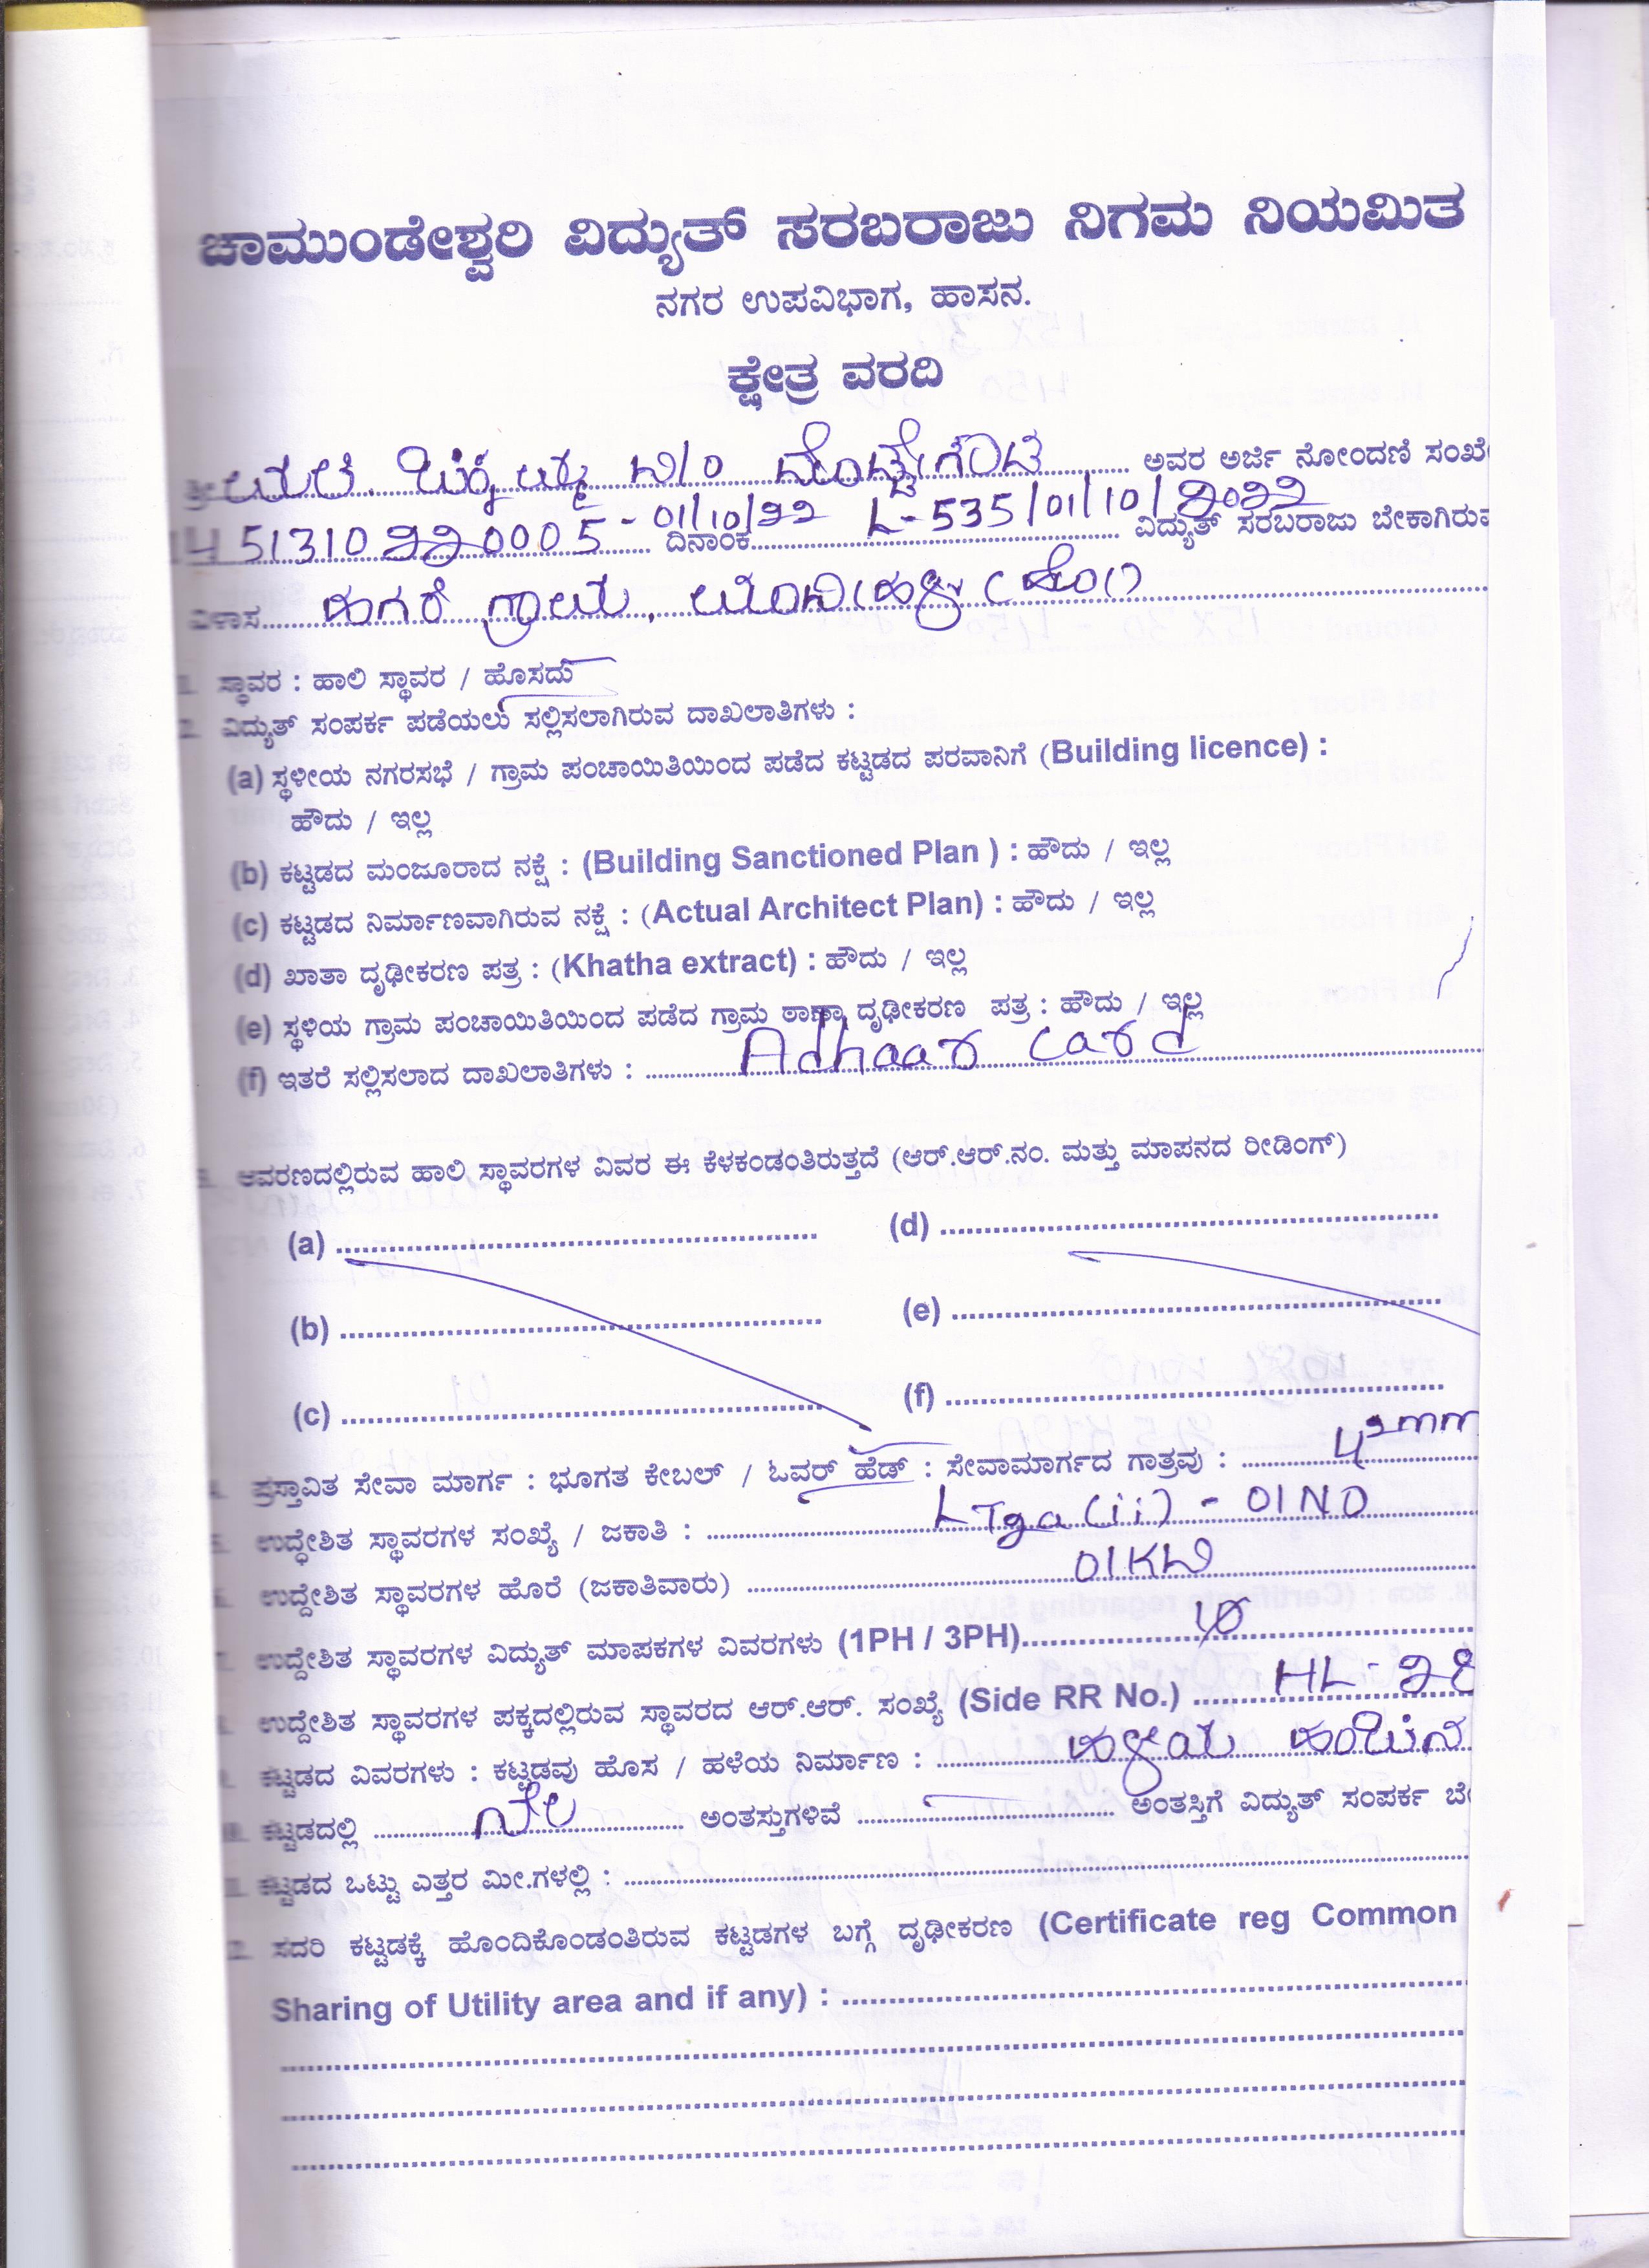 ಚಾಮುಂಡೇಶ್ವರಿ ವಿದ್ಯುತ್ ಸರಬರಾಜು ನಿಗಮ ನಿಯಮಿತ
ನಗರ ಉಪವಿಭಾಗ, ಹಾಸನ.
ಕ್ಷೇತ್ರ ವರದಿ
ಶ್ರೀ W/o ಅವರ ಅರ್ಜಿ ನೋಂದಣಿ ಸಂಖ್ಯೆ
1451310220005 - 01/10/22 ದಿನಾಂಕ L-535/01/10/2022 ವಿದ್ಯುತ್ ಸರಬರಾಜು ಬೇಕಾಗಿರುವ
ವಿಳಾಸ ಹಗರೆ ಗ್ರಾಮ,
1. ಸ್ಥಾವರ : ಹಾಲಿ ಸ್ಥಾವರ / ಹೊಸದು
2. ವಿದ್ಯುತ್ ಸಂಪರ್ಕ ಪಡೆಯಲು ಸಲ್ಲಿಸಲಾಗಿರುವ ದಾಖಲಾತಿಗಳು :
(a) ಸ್ಥಳೀಯ ನಗರಸಭೆ / ಗ್ರಾಮ ಪಂಚಾಯಿತಿಯಿಂದ ಪಡೆದ ಕಟ್ಟಡದ ಪರವಾನಿಗೆ (Building licence) :
ಹೌದು / ಇಲ್ಲ
(b) ಕಟ್ಟಡದ ಮಂಜೂರಾದ ನಕ್ಷೆ : (Building Sanctioned Plan ) : ಹೌದು / ಇಲ್ಲ
(c) ಕಟ್ಟಡದ ನಿರ್ಮಾಣವಾಗಿರುವ ನಕ್ಷೆ : (Actual Architect Plan) : ಹೌದು / ಇಲ್ಲ
(d) ಖಾತಾ ದೃಢೀಕರಣ ಪತ್ರ : (Khatha extract) : ಹೌದು / ಇಲ್ಲ
(e) ಸ್ಥಳಿಯ ಗ್ರಾಮ ಪಂಚಾಯಿತಿಯಿಂದ ಪಡೆದ ಗ್ರಾಮ ಠಾಣಾ ದೃಢೀಕರಣ ಪತ್ರ : ಹೌದು / ಇಲ್ಲ
(f) ಇತರೆ ಸಲ್ಲಿಸಲಾದ ದಾಖಲಾತಿಗಳು : Adhaar card
3. ಆವರಣದಲ್ಲಿರುವ ಹಾಲಿ ಸ್ಥಾವರಗಳ ವಿವರ ಈ ಕೆಳಕಂಡಂತಿರುತ್ತದೆ (ಆರ್.ಆರ್.ನಂ. ಮತ್ತು ಮಾಪನದ ರೀಡಿಂಗ್)
(a) (d)
(b) (e)
(c) (f)
4. ಪ್ರಸ್ತಾವಿತ ಸೇವಾ ಮಾರ್ಗ : ಭೂಗತ ಕೇಬಲ್ / ಓವರ್ ಹೆಡ್ : ಸೇವಾಮಾರ್ಗದ ಗಾತ್ರವು : 4 2mm
5. ಉದ್ಧೇಶಿತ ಸ್ಥಾವರಗಳ ಸಂಖ್ಯೆ / ಜಕಾತಿ : LT2a(ii) - 01NO
6. ಉದ್ದೇಶಿತ ಸ್ಥಾವರಗಳ ಹೊರೆ (ಜಕಾತಿವಾರು) 01KW
7. ಉದ್ದೇಶಿತ ಸ್ಥಾವರಗಳ ವಿದ್ಯುತ್ ಮಾಪಕಗಳ ವಿವರಗಳು (1PH / 3PH) 1Ø
8. ಉದ್ದೇಶಿತ ಸ್ಥಾವರಗಳ ಪಕ್ಕದಲ್ಲಿರುವ ಸ್ಥಾವರದ ಆರ್.ಆರ್. ಸಂಖ್ಯೆ (Side RR No.) HL-
9. ಕಟ್ಟಡದ ವಿವರಗಳು : ಕಟ್ಟಡವು ಹೊಸ / ಹಳೆಯ ನಿರ್ಮಾಣ : ಹಳೆಯ ಹಂಚಿನ
10. ಕಟ್ಟಡದಲ್ಲಿ ನೆಲ ಅಂತಸ್ತುಗಳಿವೆ ಅಂತಸ್ತಿಗೆ ವಿದ್ಯುತ್ ಸಂಪರ್ಕ ಬೇ
11. ಕಟ್ಟಡದ ಒಟ್ಟು ಎತ್ತರ ಮೀ.ಗಳಲ್ಲಿ :
12. ಸದರಿ ಕಟ್ಟಡಕ್ಕೆ ಹೊಂದಿಕೊಂಡಂತಿರುವ ಕಟ್ಟಡಗಳ ಬಗ್ಗೆ ದೃಢೀಕರಣ (Certificate reg Common
Sharing of Utility area and if any) :